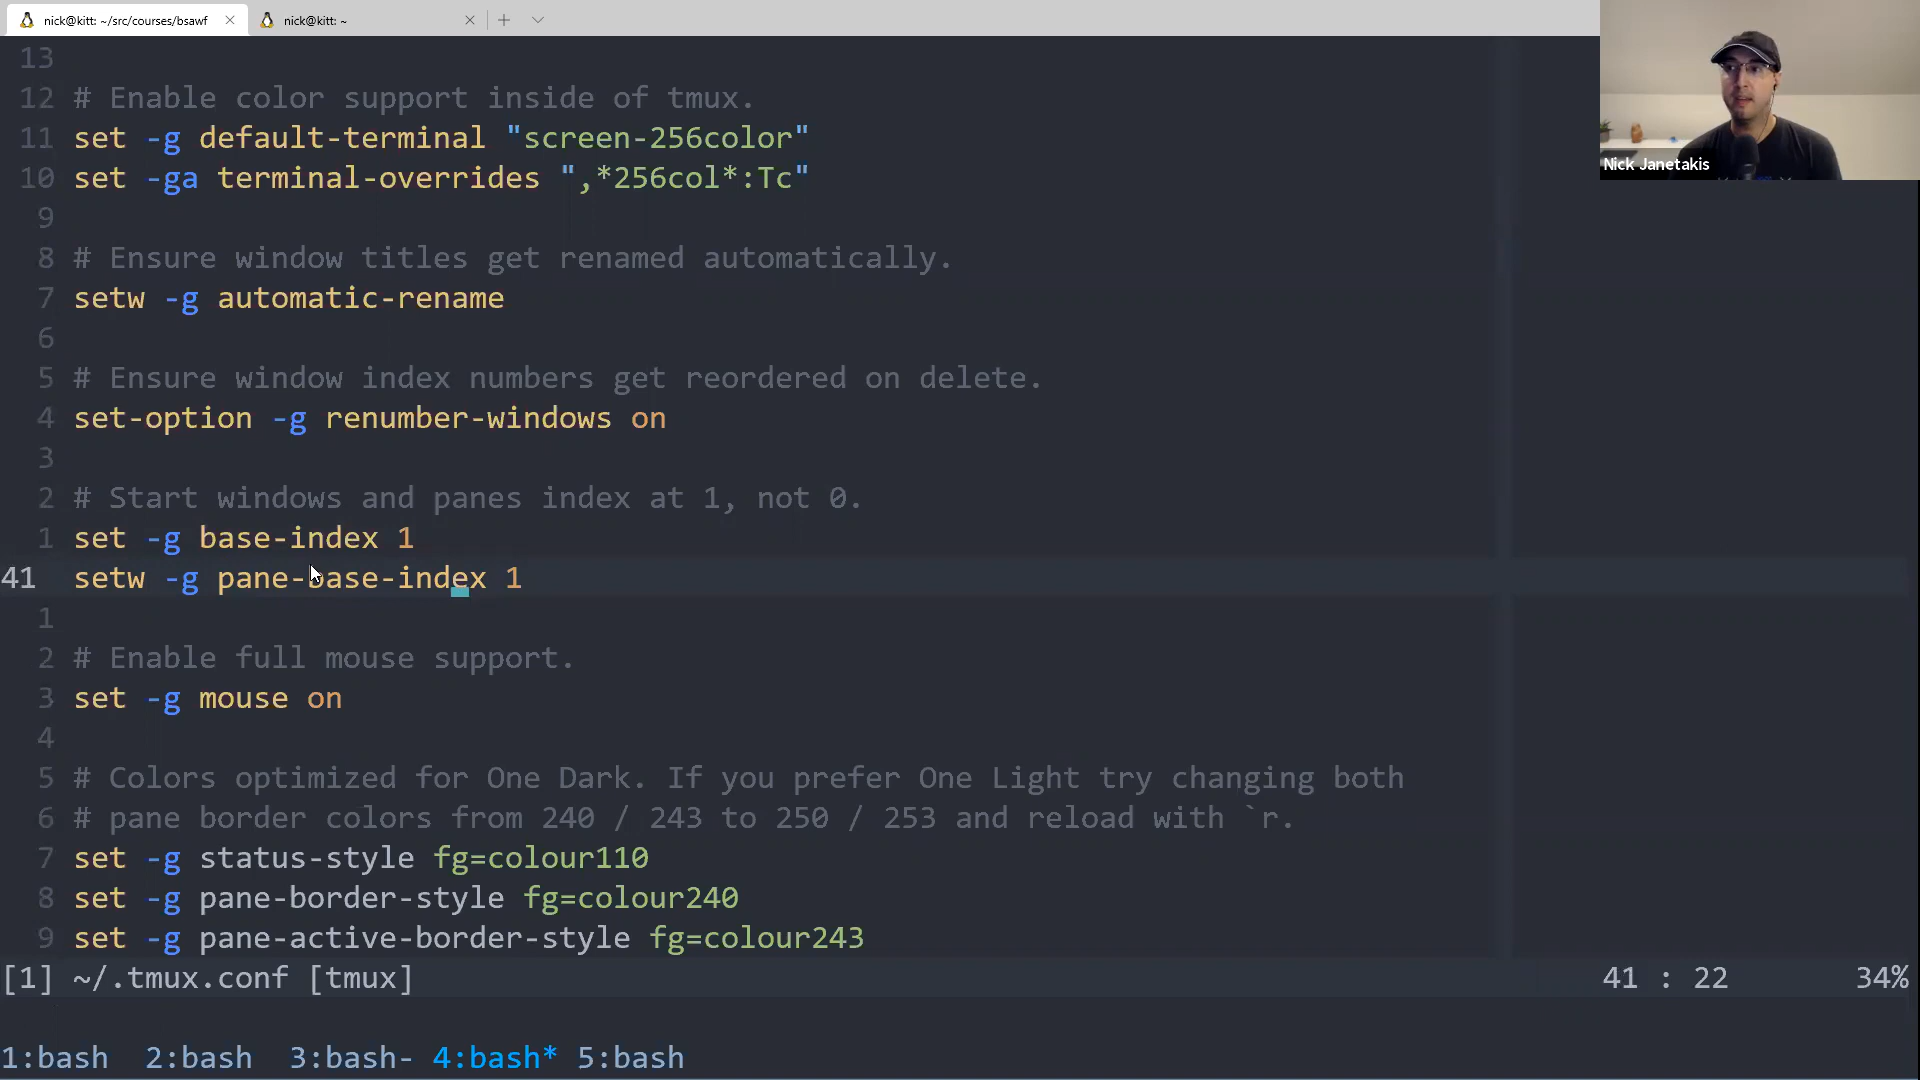 nick@kitt: ~/src/courses/bsawf
nick@kitt: ~
13
12 # Enable color support inside of tmux.
11 set -g default-terminal "screen-256color"
10 set -ga terminal-overrides ",*256col*:Tc"
9
8 # Ensure window titles get renamed automatically.
7 setw -g automatic-rename
6
5 # Ensure window index numbers get reordered on delete.
4 set-option -g renumber-windows on
3
2 # Start windows and panes index at 1, not 0.
1 set -g base-index 1
41 setw -g pane-base-index 1
1
2 # Enable full mouse support.
3 set -g mouse on
4
5 # Colors optimized for One Dark. If you prefer One Light try changing both
6 # pane border colors from 240 / 243 to 250 / 253 and reload with `r.
7 set -g status-style fg=colour110
8 set -g pane-border-style fg=colour240
9 set -g pane-active-border-style fg=colour243
[1] ~/.tmux.conf [tmux] 41 : 22 34%
1:bash 2:bash 3:bash- 4:bash* 5:bash
Nick Janetakis